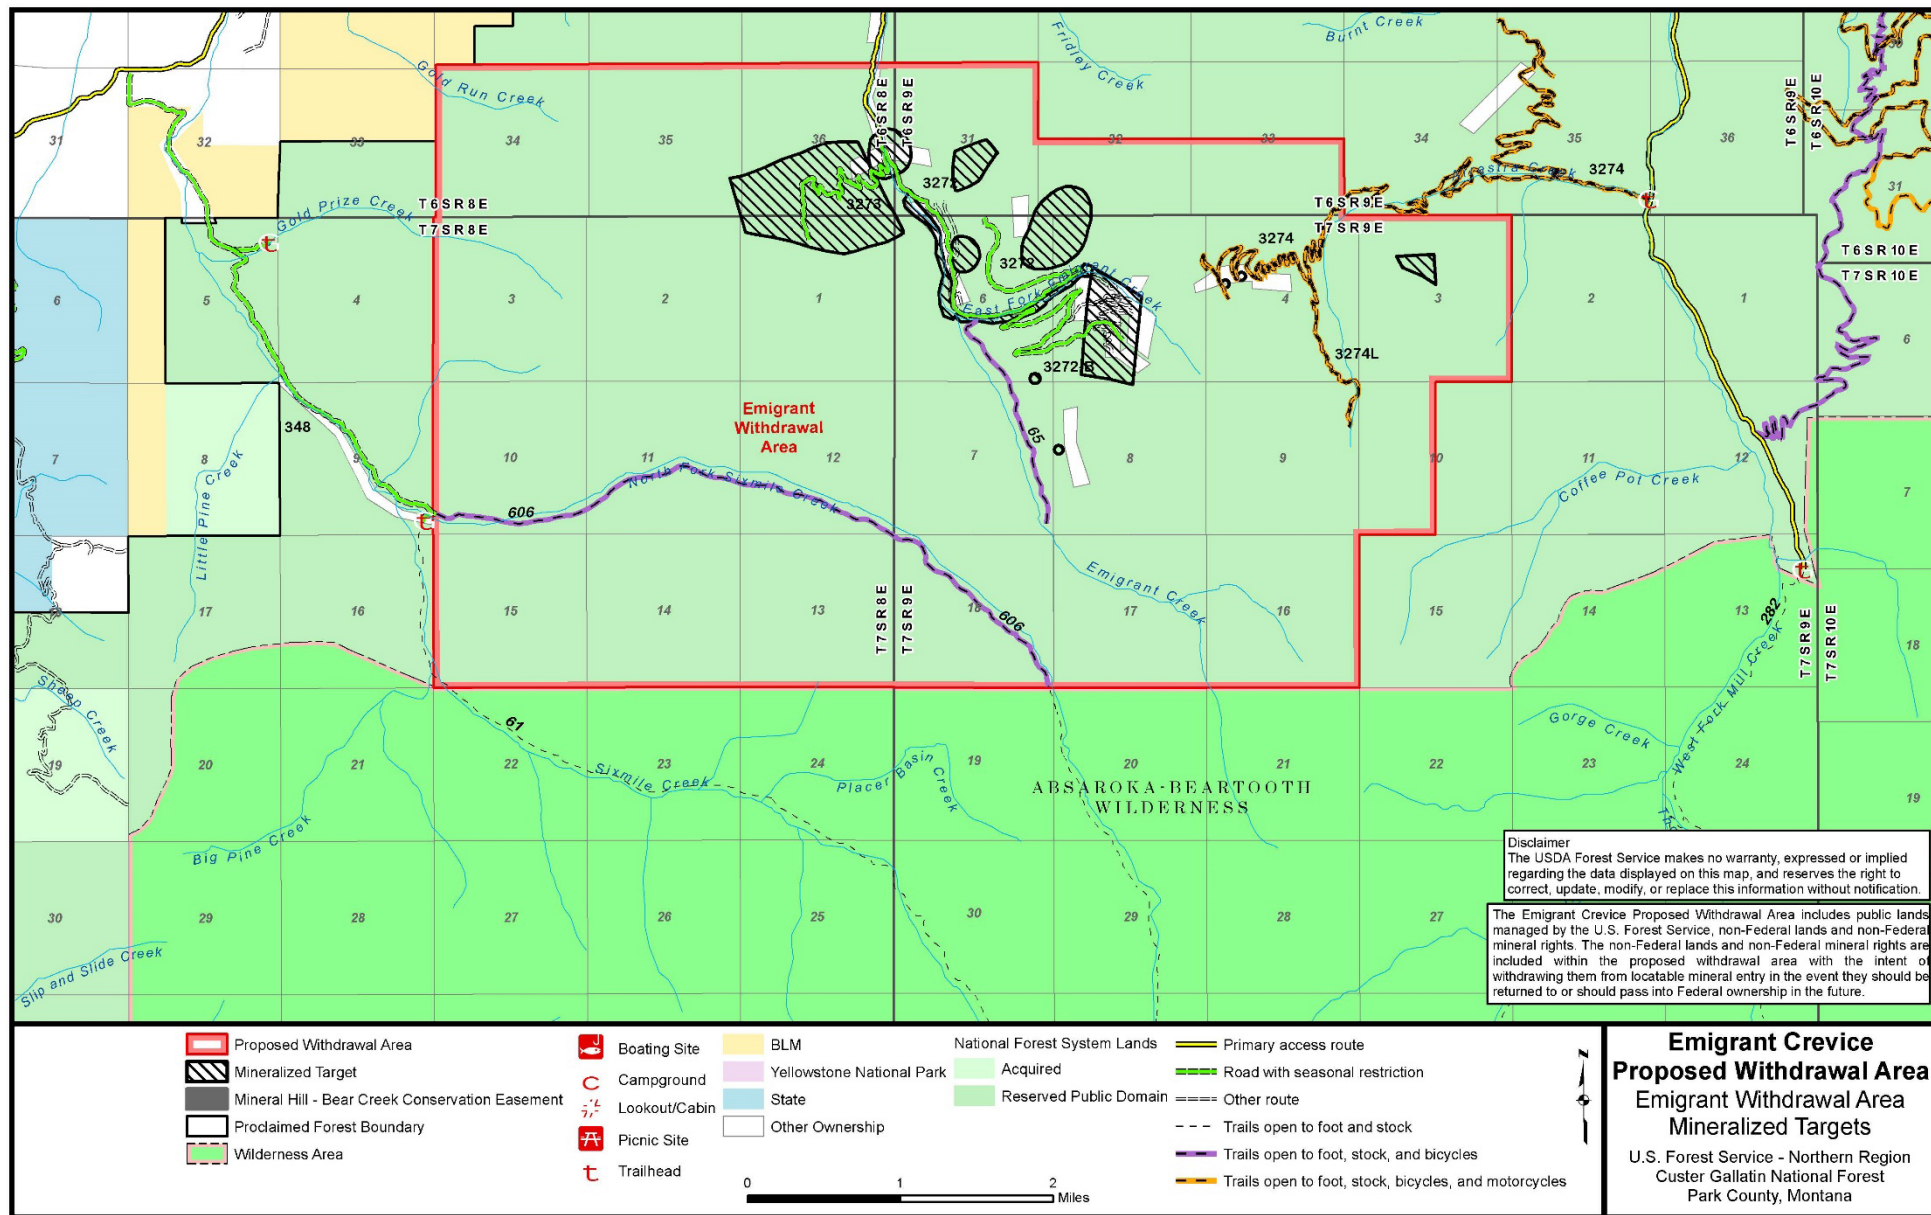 Gold Run Creek
Fridley Creek
Burnt Creek
T6SR8E
T6SR9E
T6SR9E
T6SR10E
30
31
32
33
34
35
36
31
32
33
34
35
36
31
3272
3273
3274
Gold Prize Creek
T6SR8E
T7SR8E
T6SR9E
T7SR9E
T6SR10E
T7SR10E
3272
3274
6
5
4
3
2
1
6
4
3
2
1
6
East Fork Emigrant Creek
3274L
3272 B
Emigrant
Withdrawal
Area
348
65
7
8
9
10
11
12
7
8
9
10
11
12
7
Little Pine Creek
North Fork Sixmile Creek
Coffee Pot Creek
606
606
Emigrant Creek
17
16
15
14
13
18
17
16
15
14
13
18
T7SR8E
T7SR9E
T7SR9E
T7SR10E
282
Sheep Creek
61
Sixmile Creek
Placer Basin Creek
Gorge Creek
West Fork Mill Creek
19
20
21
22
23
24
19
20
21
22
24
19
ABSAROKA-BEARTOOTH
WILDERNESS
Big Pine Creek
30
29
28
27
26
25
30
29
28
27
Slip and Slide Creek
Disclaimer
The USDA Forest Service makes no warranty, expressed or implied
regarding the data displayed on this map, and reserves the right to
correct, update, modify, or replace this information without notification.
The Emigrant Crevice Proposed Withdrawal Area includes public lands
managed by the U.S. Forest Service, non-Federal lands and non-Federal
mineral rights. The non-Federal lands and non-Federal mineral rights are
included within the proposed withdrawal area with the intent of
withdrawing them from locatable mineral entry in the event they should be
returned to or should pass into Federal ownership in the future.
Proposed Withdrawal Area
Mineralized Target
Mineral Hill - Bear Creek Conservation Easement
Proclaimed Forest Boundary
Wilderness Area
Boating Site
Campground
Lookout/Cabin
Picnic Site
t Trailhead
BLM
Yellowstone National Park
State
Other Ownership
National Forest System Lands
Acquired
Reserved Public Domain
Primary access route
Road with seasonal restriction
Other route
Trails open to foot and stock
Trails open to foot, stock, and bicycles
Trails open to foot, stock, bicycles, and motorcycles
0 1 2
Miles
Emigrant Crevice
Proposed Withdrawal Area
Emigrant Withdrawal Area
Mineralized Targets
U.S. Forest Service - Northern Region
Custer Gallatin National Forest
Park County, Montana